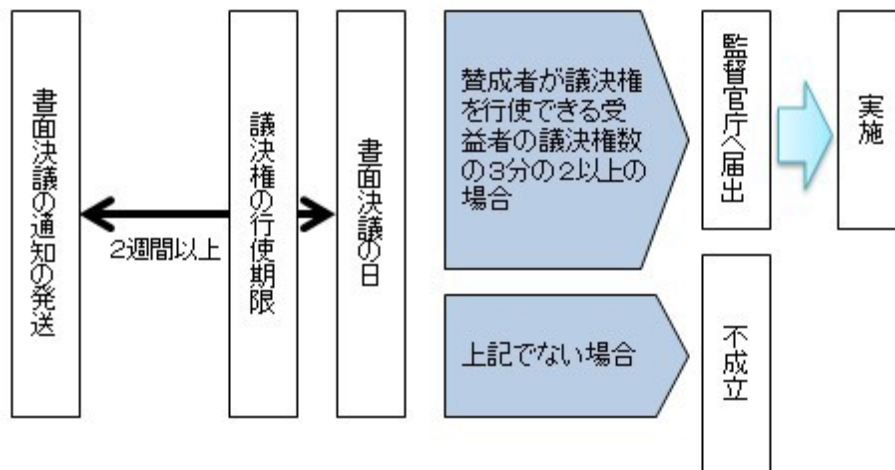 書面決議の通知の発送
2週間以上
議決権の行使期限
書面決議の日
賛成者が議決権
を行使できる受
益者の議決権数
の3分の2以上の
場合
監督官庁へ届出
実施
上記でない場合
不成立